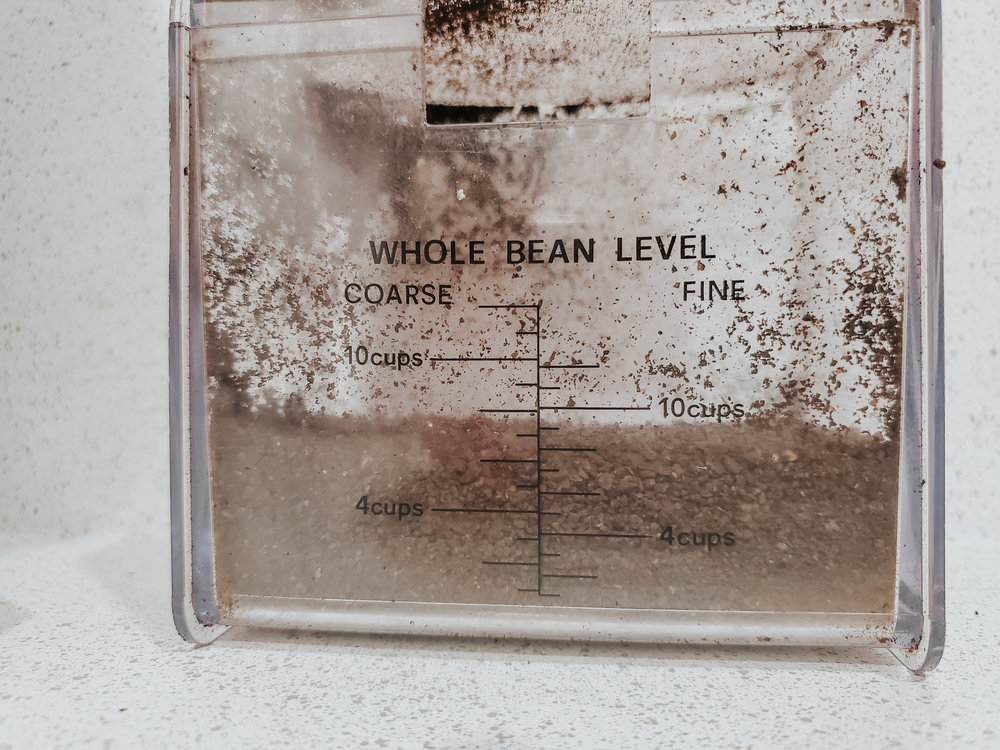 WHOLE BEAN LEVEL
COARSE FINE
10cups
10cups
4cups
4cups